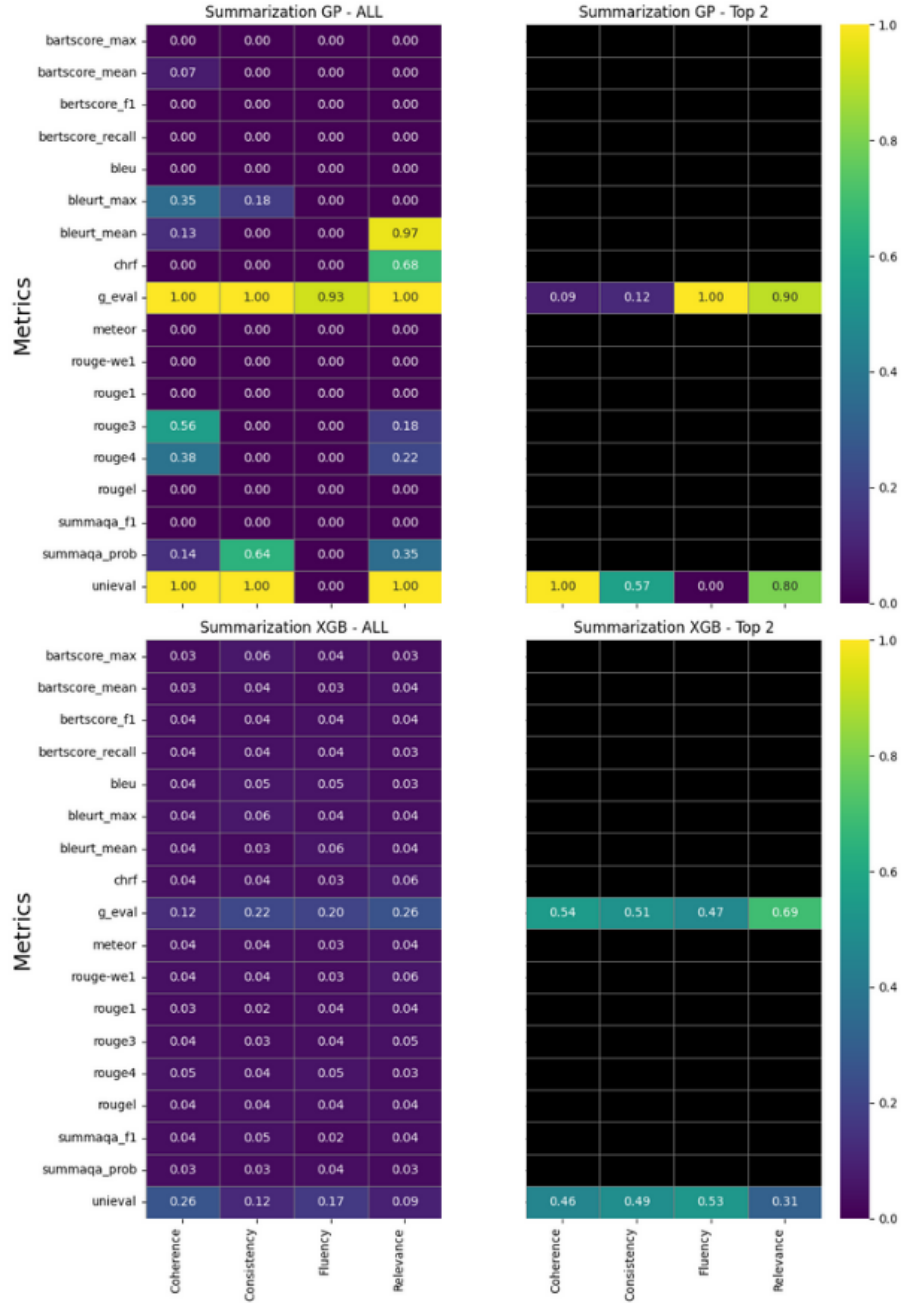 Summarization GP - ALL
Summarization GP - Top 2
Metrics
bartscore_max 0.00 0.00 0.00 0.00
bartscore_mean 0.07 0.00 0.00 0.00
bertscore_f1 0.00 0.00 0.00 0.00
bertscore_recall 0.00 0.00 0.00 0.00
bleu 0.00 0.00 0.00 0.00
bleurt_max 0.35 0.18 0.00 0.00
bleurt_mean 0.13 0.00 0.00 0.97
chrf 0.00 0.00 0.00 0.68
g_eval 1.00 1.00 0.93 1.00 0.09 0.12 1.00 0.90
meteor 0.00 0.00 0.00 0.00
rouge-we1 0.00 0.00 0.00 0.00
rouge1 0.00 0.00 0.00 0.00
rouge3 0.56 0.00 0.00 0.18
rouge4 0.38 0.00 0.00 0.22
rougel 0.00 0.00 0.00 0.00
summaqa_f1 0.00 0.00 0.00 0.00
summaqa_prob 0.14 0.64 0.00 0.35
unieval 1.00 1.00 0.00 1.00 1.00 0.57 0.00 0.80
1.0
0.8
0.6
0.4
0.2
0.0
Summarization XGB - ALL
Summarization XGB - Top 2
Metrics
bartscore_max 0.03 0.06 0.04 0.03
bartscore_mean 0.03 0.04 0.03 0.04
bertscore_f1 0.04 0.04 0.04 0.04
bertscore_recall 0.04 0.04 0.04 0.03
bleu 0.04 0.05 0.05 0.03
bleurt_max 0.04 0.06 0.04 0.04
bleurt_mean 0.04 0.03 0.06 0.04
chrf 0.04 0.04 0.03 0.06
g_eval 0.12 0.22 0.20 0.26 0.54 0.51 0.47 0.69
meteor 0.04 0.04 0.03 0.04
rouge-we1 0.04 0.04 0.03 0.06
rouge1 0.03 0.02 0.04 0.04
rouge3 0.04 0.03 0.04 0.05
rouge4 0.05 0.04 0.05 0.03
rougel 0.04 0.04 0.04 0.04
summaqa_f1 0.04 0.05 0.02 0.04
summaqa_prob 0.03 0.03 0.04 0.03
unieval 0.26 0.12 0.17 0.09 0.46 0.49 0.53 0.31
1.0
0.8
0.6
0.4
0.2
0.0
Coherence
Consistency
Fluency
Relevance
Coherence
Consistency
Fluency
Relevance